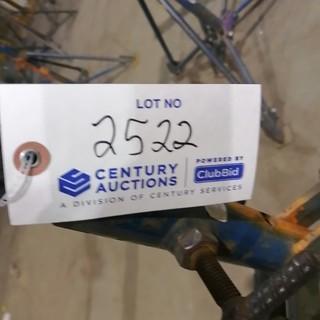 LOT NO
2522
CENTURY
AUCTIONS
POWERED BY
ClubBid
A DIVISION OF CENTURY SERVICES